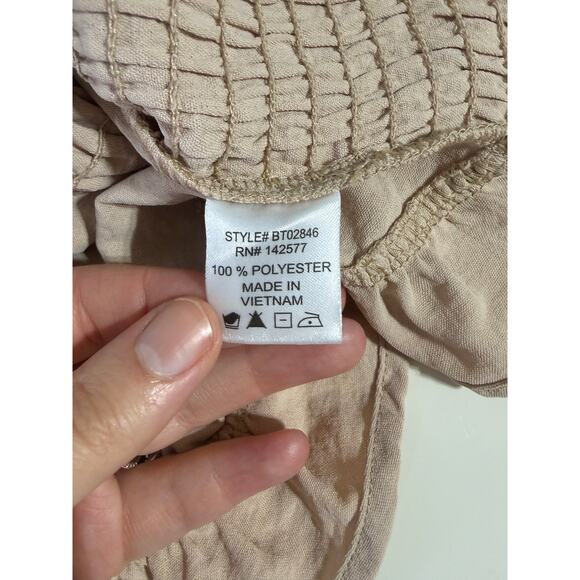 STYLE# BT02846
RN# 142577
100 % POLYESTER
MADE IN
VIETNAM